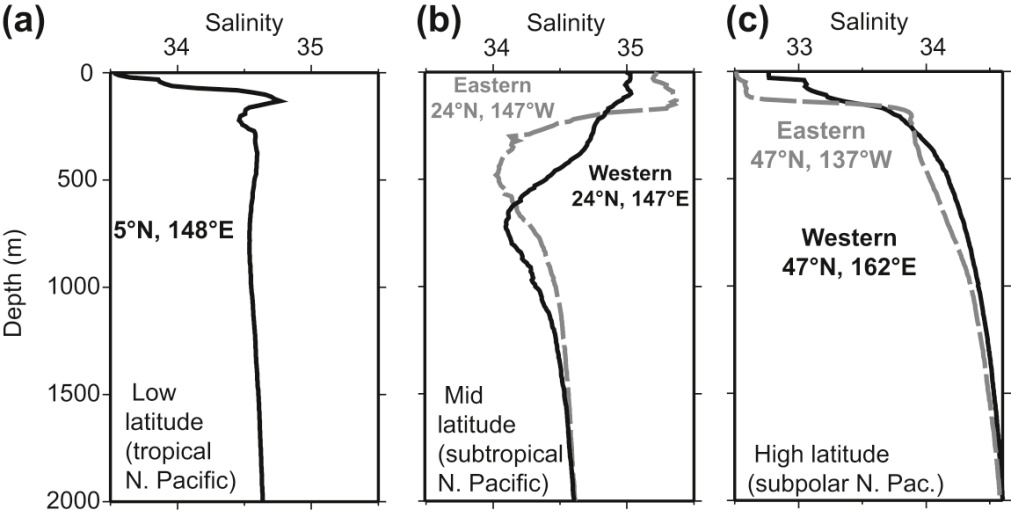 (a)
Salinity
34 35
0
500
1000
1500
2000
Depth (m)
5°N, 148°E
Low
latitude
(tropical
N. Pacific)
(b)
Salinity
34 35
Eastern
24°N, 147°W
Western
24°N, 147°E
Mid
latitude
(subtropical
N. Pacific)
(c)
Salinity
33 34
Eastern
47°N, 137°W
Western
47°N, 162°E
High latitude
(subpolar N. Pac.)